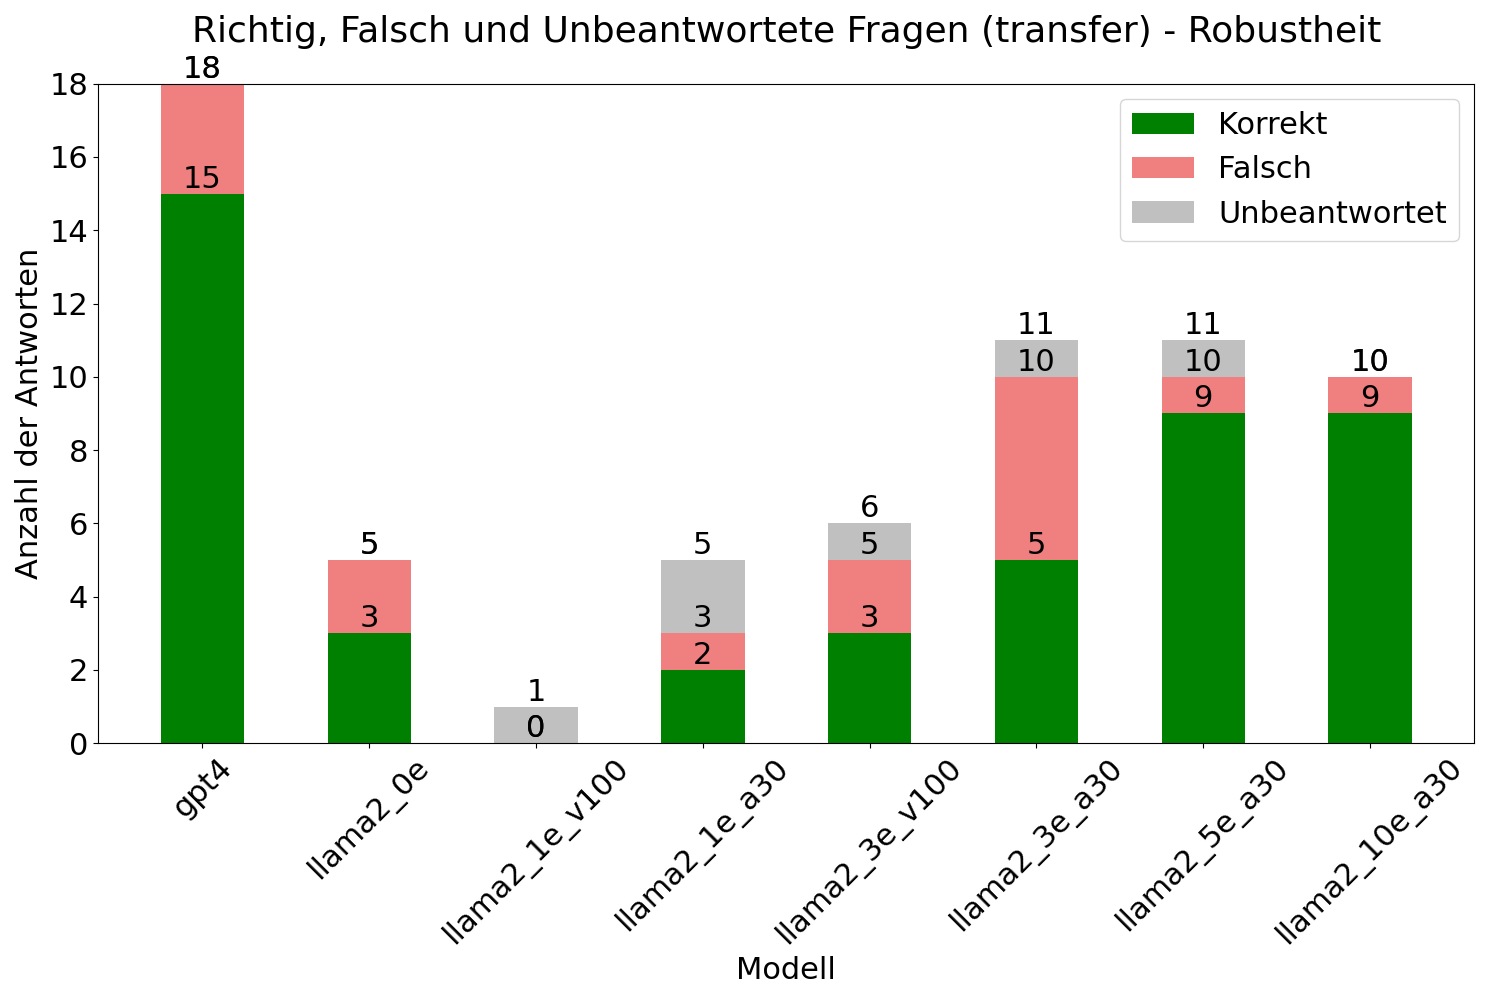 Richtig, Falsch und Unbeantwortete Fragen (transfer) - Robustheit
Korrekt
Falsch
Unbeantwortet
Anzahl der Antworten
18
16
14
12
10
8
6
4
2
0
18
15
5
3
1
0
5
3
2
6
5
3
11
10
5
11
10
9
10
9
gpt4
llama2_0e
llama2_1e_v100
llama2_1e_a30
llama2_3e_v100
llama2_3e_a30
llama2_5e_a30
llama2_10e_a30
Modell